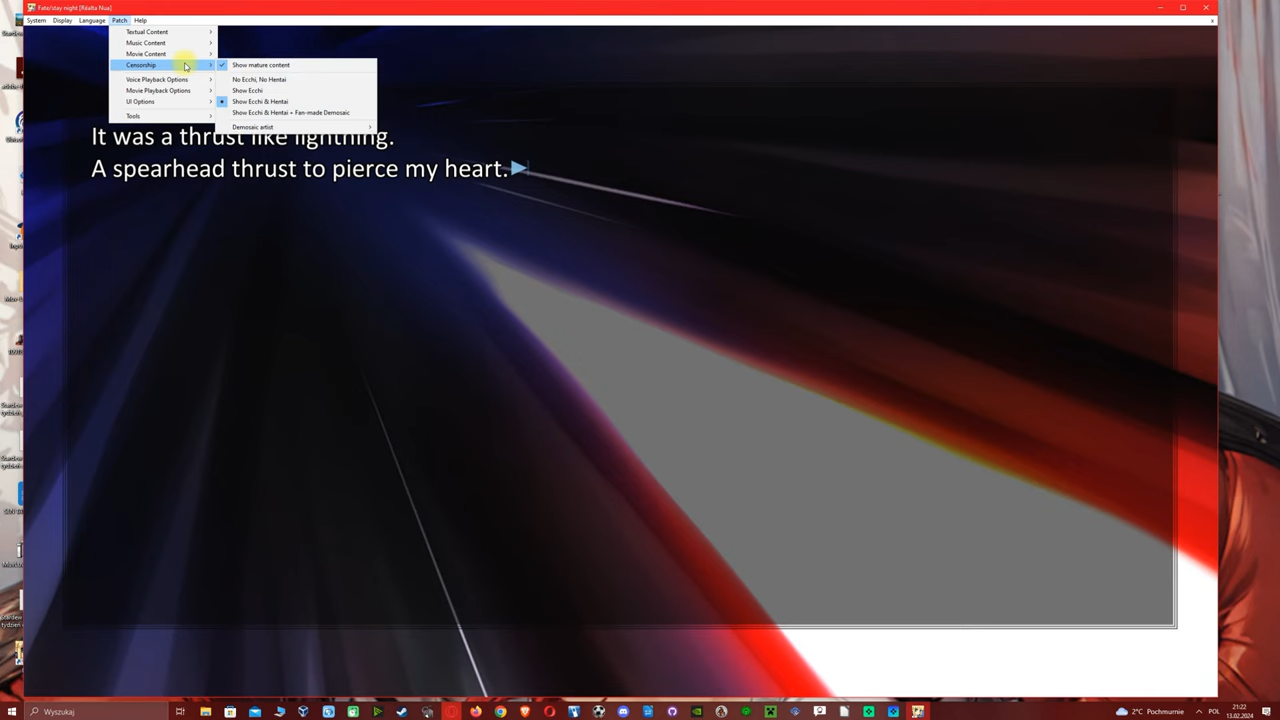 Fate/stay night [Réalta Nua]
System Display Language Patch Help x
Textual Content
Music Content
Movie Content
Censorship
Voice Playback Options
Movie Playback Options
UI Options
Tools
Show mature content
No Ecchi, No Hentai
Show Ecchi
Show Ecchi & Hentai
Show Ecchi & Hentai + Fan-made Demosaic
Demosaic artist
It was a thrust like lightning.
A spearhead thrust to pierce my heart.
Wyszukaj
2°C Pochmurnie
POL
21:22
13.02.2024